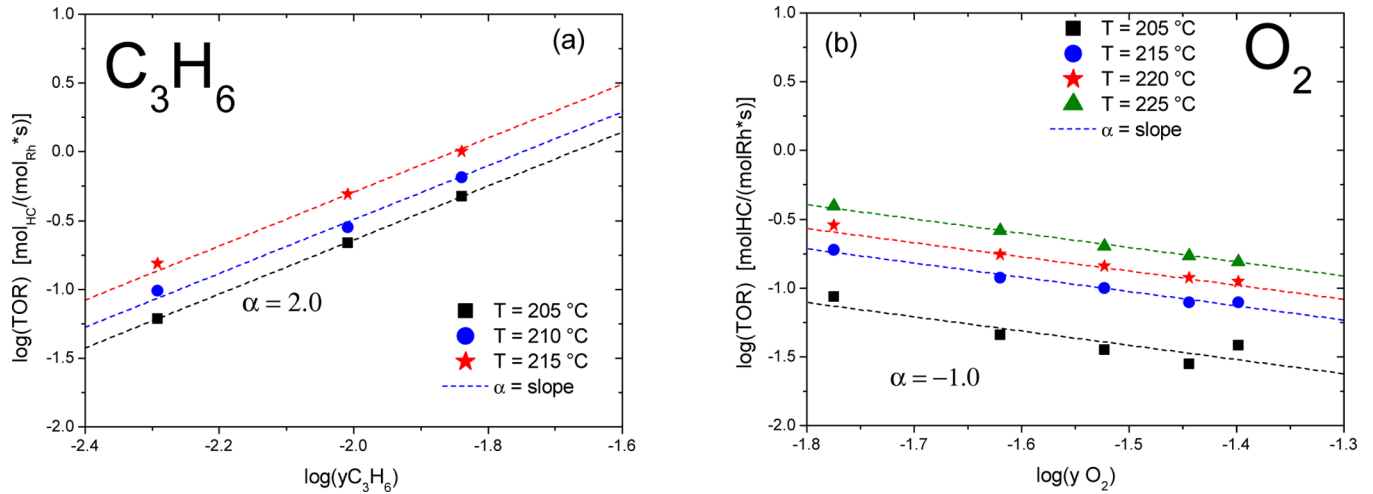 C₃H₆
(a)
log(TOR) [mol_HC/(mol_Rh*s)]
1.0
0.5
0.0
-0.5
-1.0
-1.5
-2.0
α = 2.0
T = 205 °C
T = 210 °C
T = 215 °C
α = slope
-2.4 -2.2 -2.0 -1.8 -1.6
log(yC₃H₆)
(b)
O₂
T = 205 °C
T = 215 °C
T = 220 °C
T = 225 °C
α = slope
log(TOR) [molHC/(molRh*s)]
1.0
0.5
0.0
-0.5
-1.0
-1.5
-2.0
α = −1.0
-1.8 -1.7 -1.6 -1.5 -1.4 -1.3
log(y O₂)